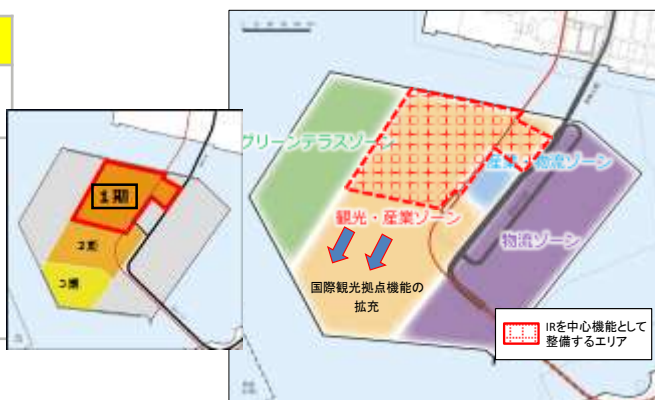 1期
2期
3期
グリーンテラスゾーン
産業・物流ゾーン
観光・産業ゾーン
物流ゾーン
国際観光拠点機能の
拡充
IRを中心機能として
整備するエリア